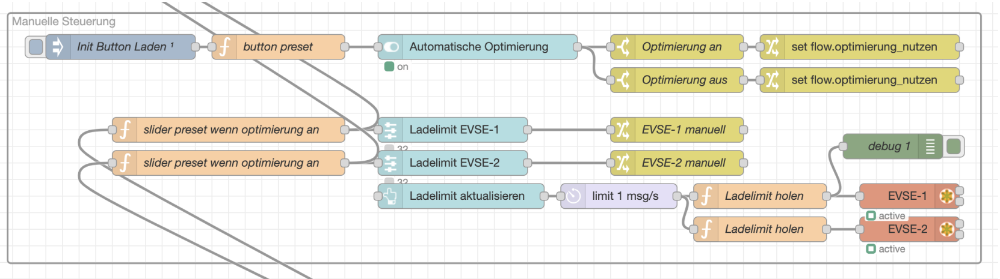 Manuelle Steuerung
Init Button Laden ¹
button preset
Automatische Optimierung
Optimierung an
set flow.optimierung_nutzen
on
Optimierung aus
set flow.optimierung_nutzen
slider preset wenn optimierung an
Ladelimit EVSE-1
EVSE-1 manuell
32
debug 1
slider preset wenn optimierung an
Ladelimit EVSE-2
EVSE-2 manuell
32
Ladelimit aktualisieren
limit 1 msg/s
Ladelimit holen
EVSE-1
active
Ladelimit holen
EVSE-2
active